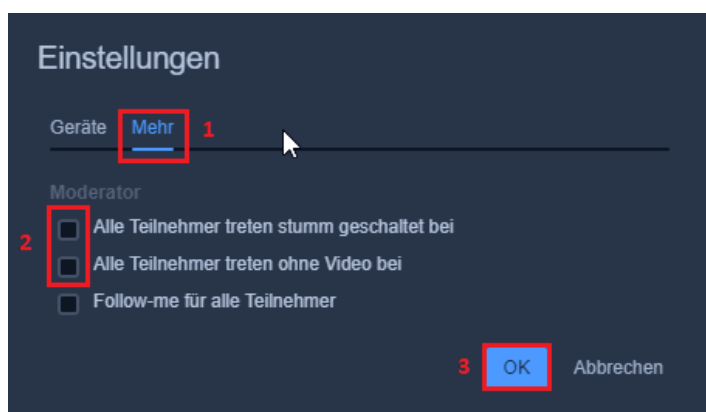 Einstellungen
Geräte Mehr 1
Moderator
Alle Teilnehmer treten stumm geschaltet bei
2
Alle Teilnehmer treten ohne Video bei
Follow-me für alle Teilnehmer
3 OK Abbrechen